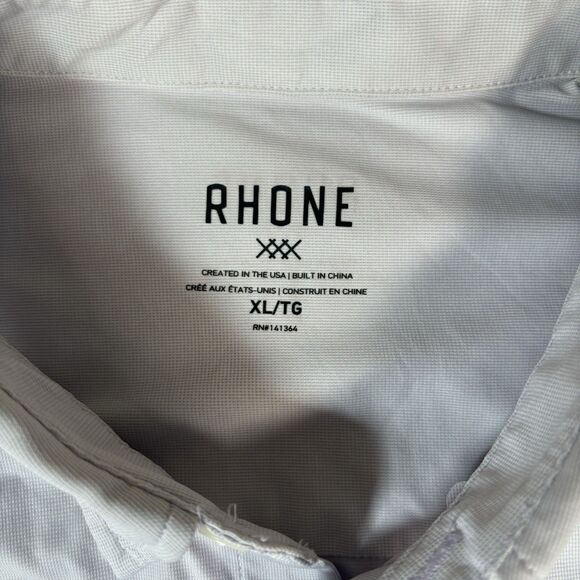 RHONE
CREATED IN THE USA | BUILT IN CHINA
CRÉÉ AUX ÉTATS-UNIS | CONSTRUIT EN CHINE
XL/TG
RN#141364